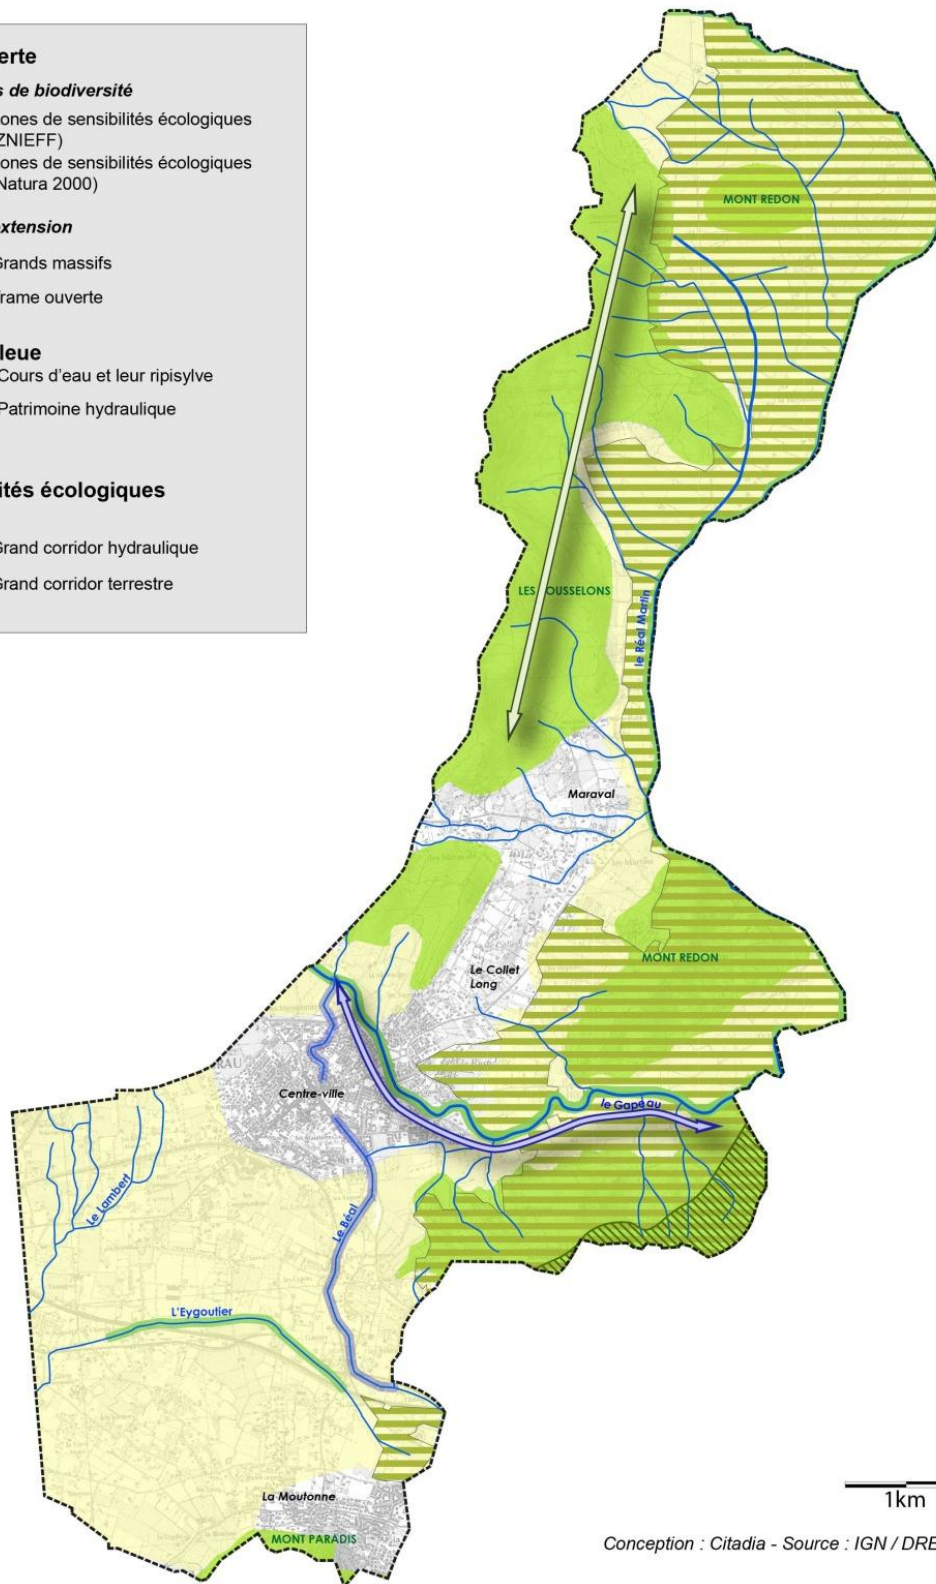 erte
s de biodiversité
ones de sensibilités écologiques
ZNIEFF)
ones de sensibilités écologiques
Natura 2000)
extension
Grands massifs
rame ouverte
leue
Cours d'eau et leur ripisylve
Patrimoine hydraulique
ités écologiques
Grand corridor hydraulique
Grand corridor terrestre
MONT REDON
LES OUSSELONS
le Réal Martin
Maraval
MONT REDON
Le Collet
Long
RAU
Centre-ville
le Gapeau
Le Lambert
Le Béal
L'Eygoutier
La Moutonne
MONT PARADIS
1km
Conception : Citadia - Source : IGN / DRE